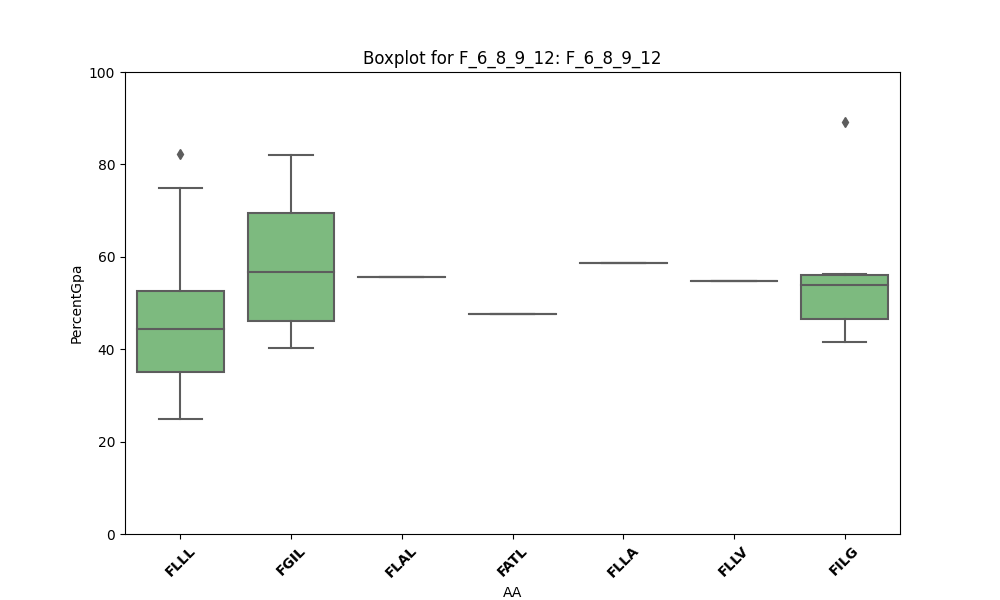 Boxplot for F_6_8_9_12: F_6_8_9_12
PercentGpa
100
80
60
40
20
0
FLLL FGIL FLAL FATL FLLA FLLV FILG
AA